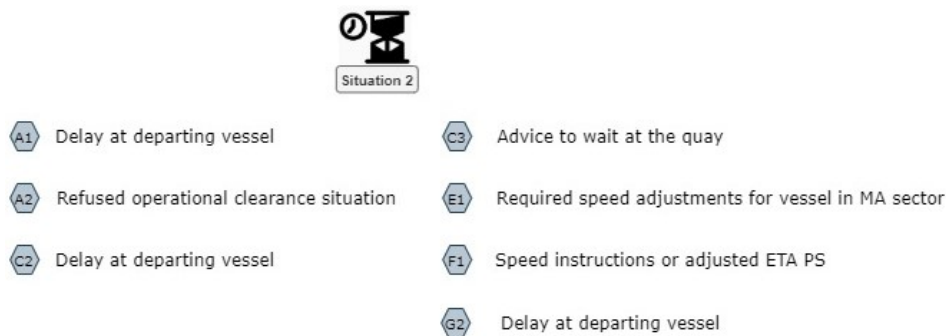 Situation 2
A1 Delay at departing vessel
A2 Refused operational clearance situation
C2 Delay at departing vessel
C3 Advice to wait at the quay
E1 Required speed adjustments for vessel in MA sector
F1 Speed instructions or adjusted ETA PS
G2 Delay at departing vessel